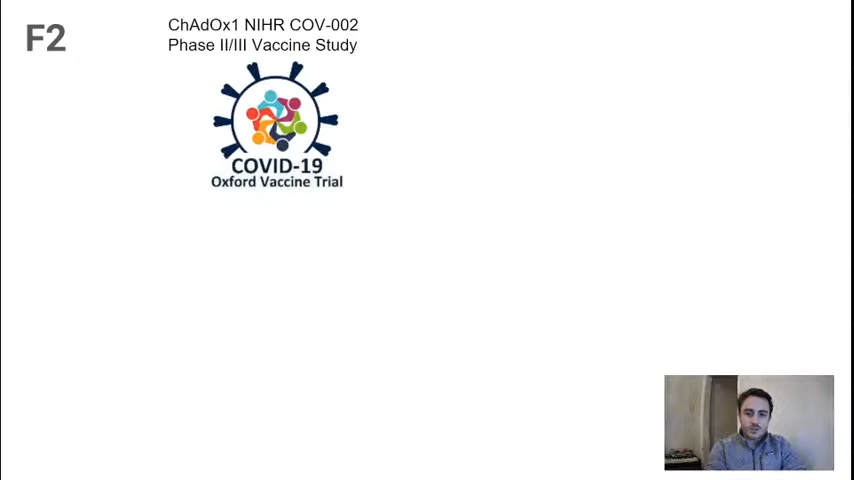 F2
ChAdOx1 NIHR COV-002
Phase II/III Vaccine Study
COVID-19
Oxford Vaccine Trial